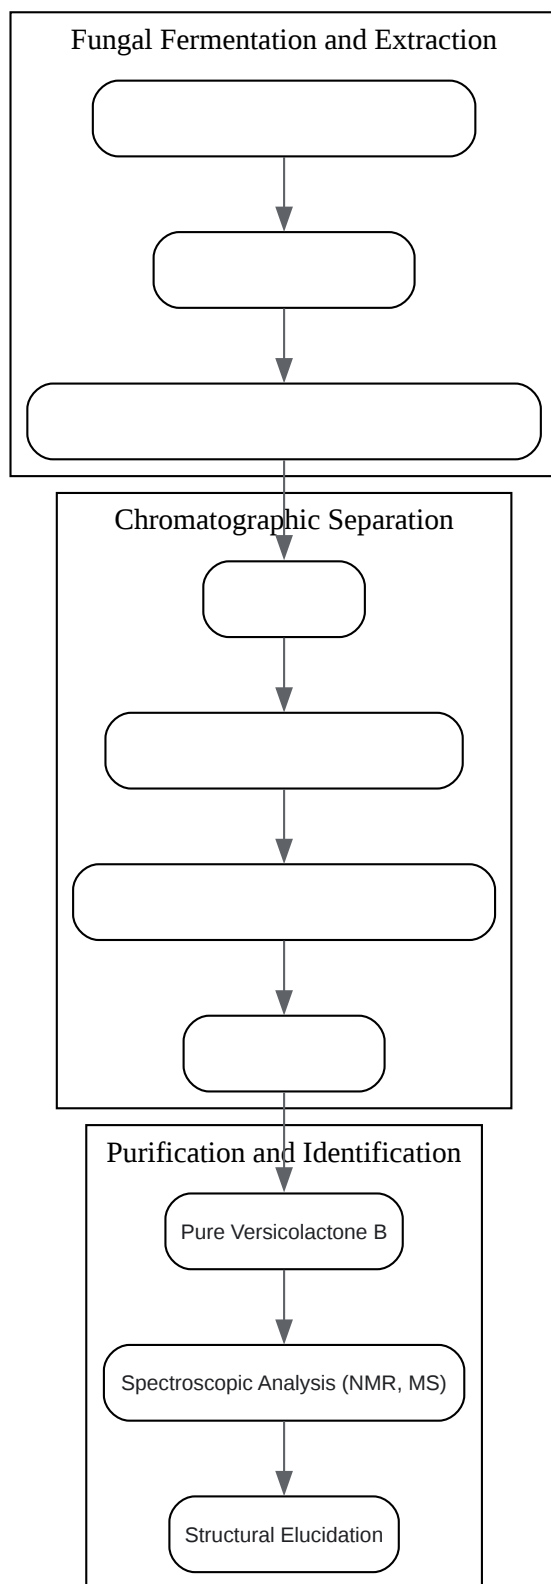 Fungal Fermentation and Extraction
Chromatographic Separation
Purification and Identification
Pure Versicolactone B
Spectroscopic Analysis (NMR, MS)
Structural Elucidation